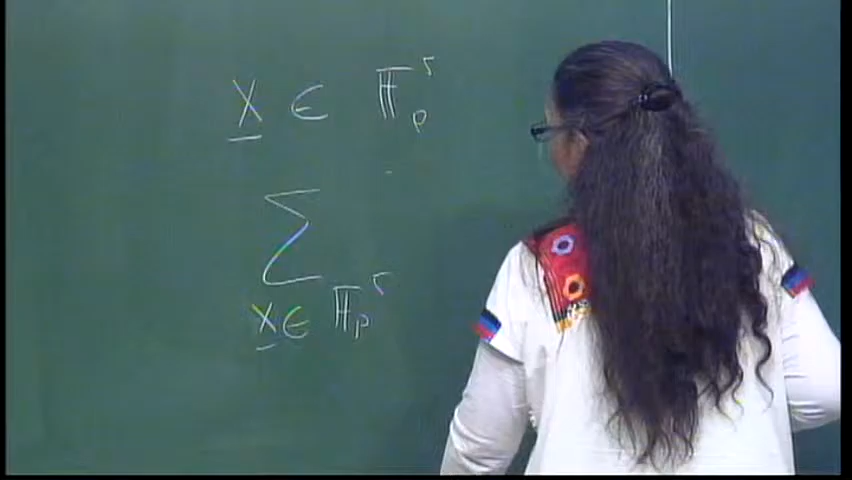 X ∈ 𝔽_p^r
∑
X ∈ 𝔽_p^r